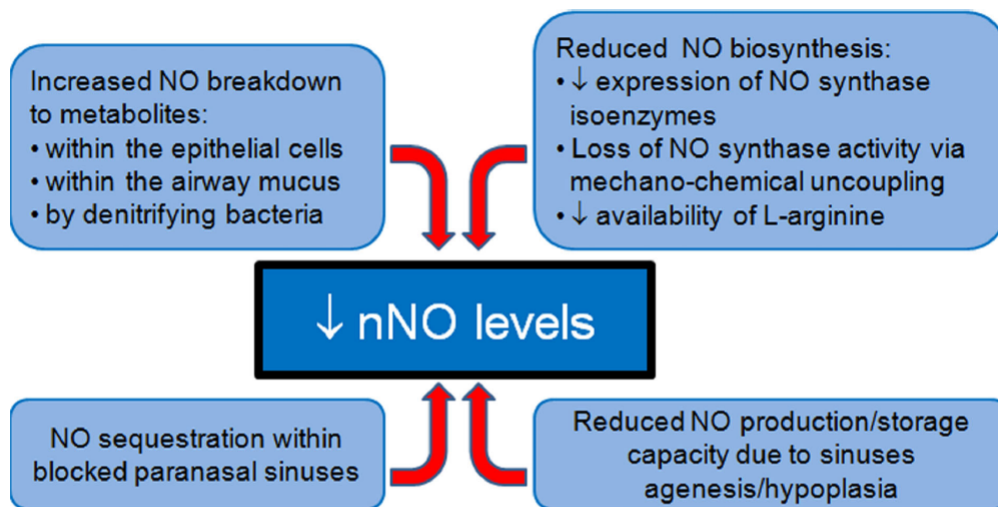 Increased NO breakdown
to metabolites:
• within the epithelial cells
• within the airway mucus
• by denitrifying bacteria
Reduced  NO biosynthesis:
• ↓ expression of NO synthase
isoenzymes
• Loss of NO synthase activity via
mechano-chemical uncoupling
• ↓ availability of L-arginine
↓ nNO levels
NO sequestration within
blocked paranasal sinuses
Reduced NO production/storage
capacity due to sinuses
agenesis/hypoplasia